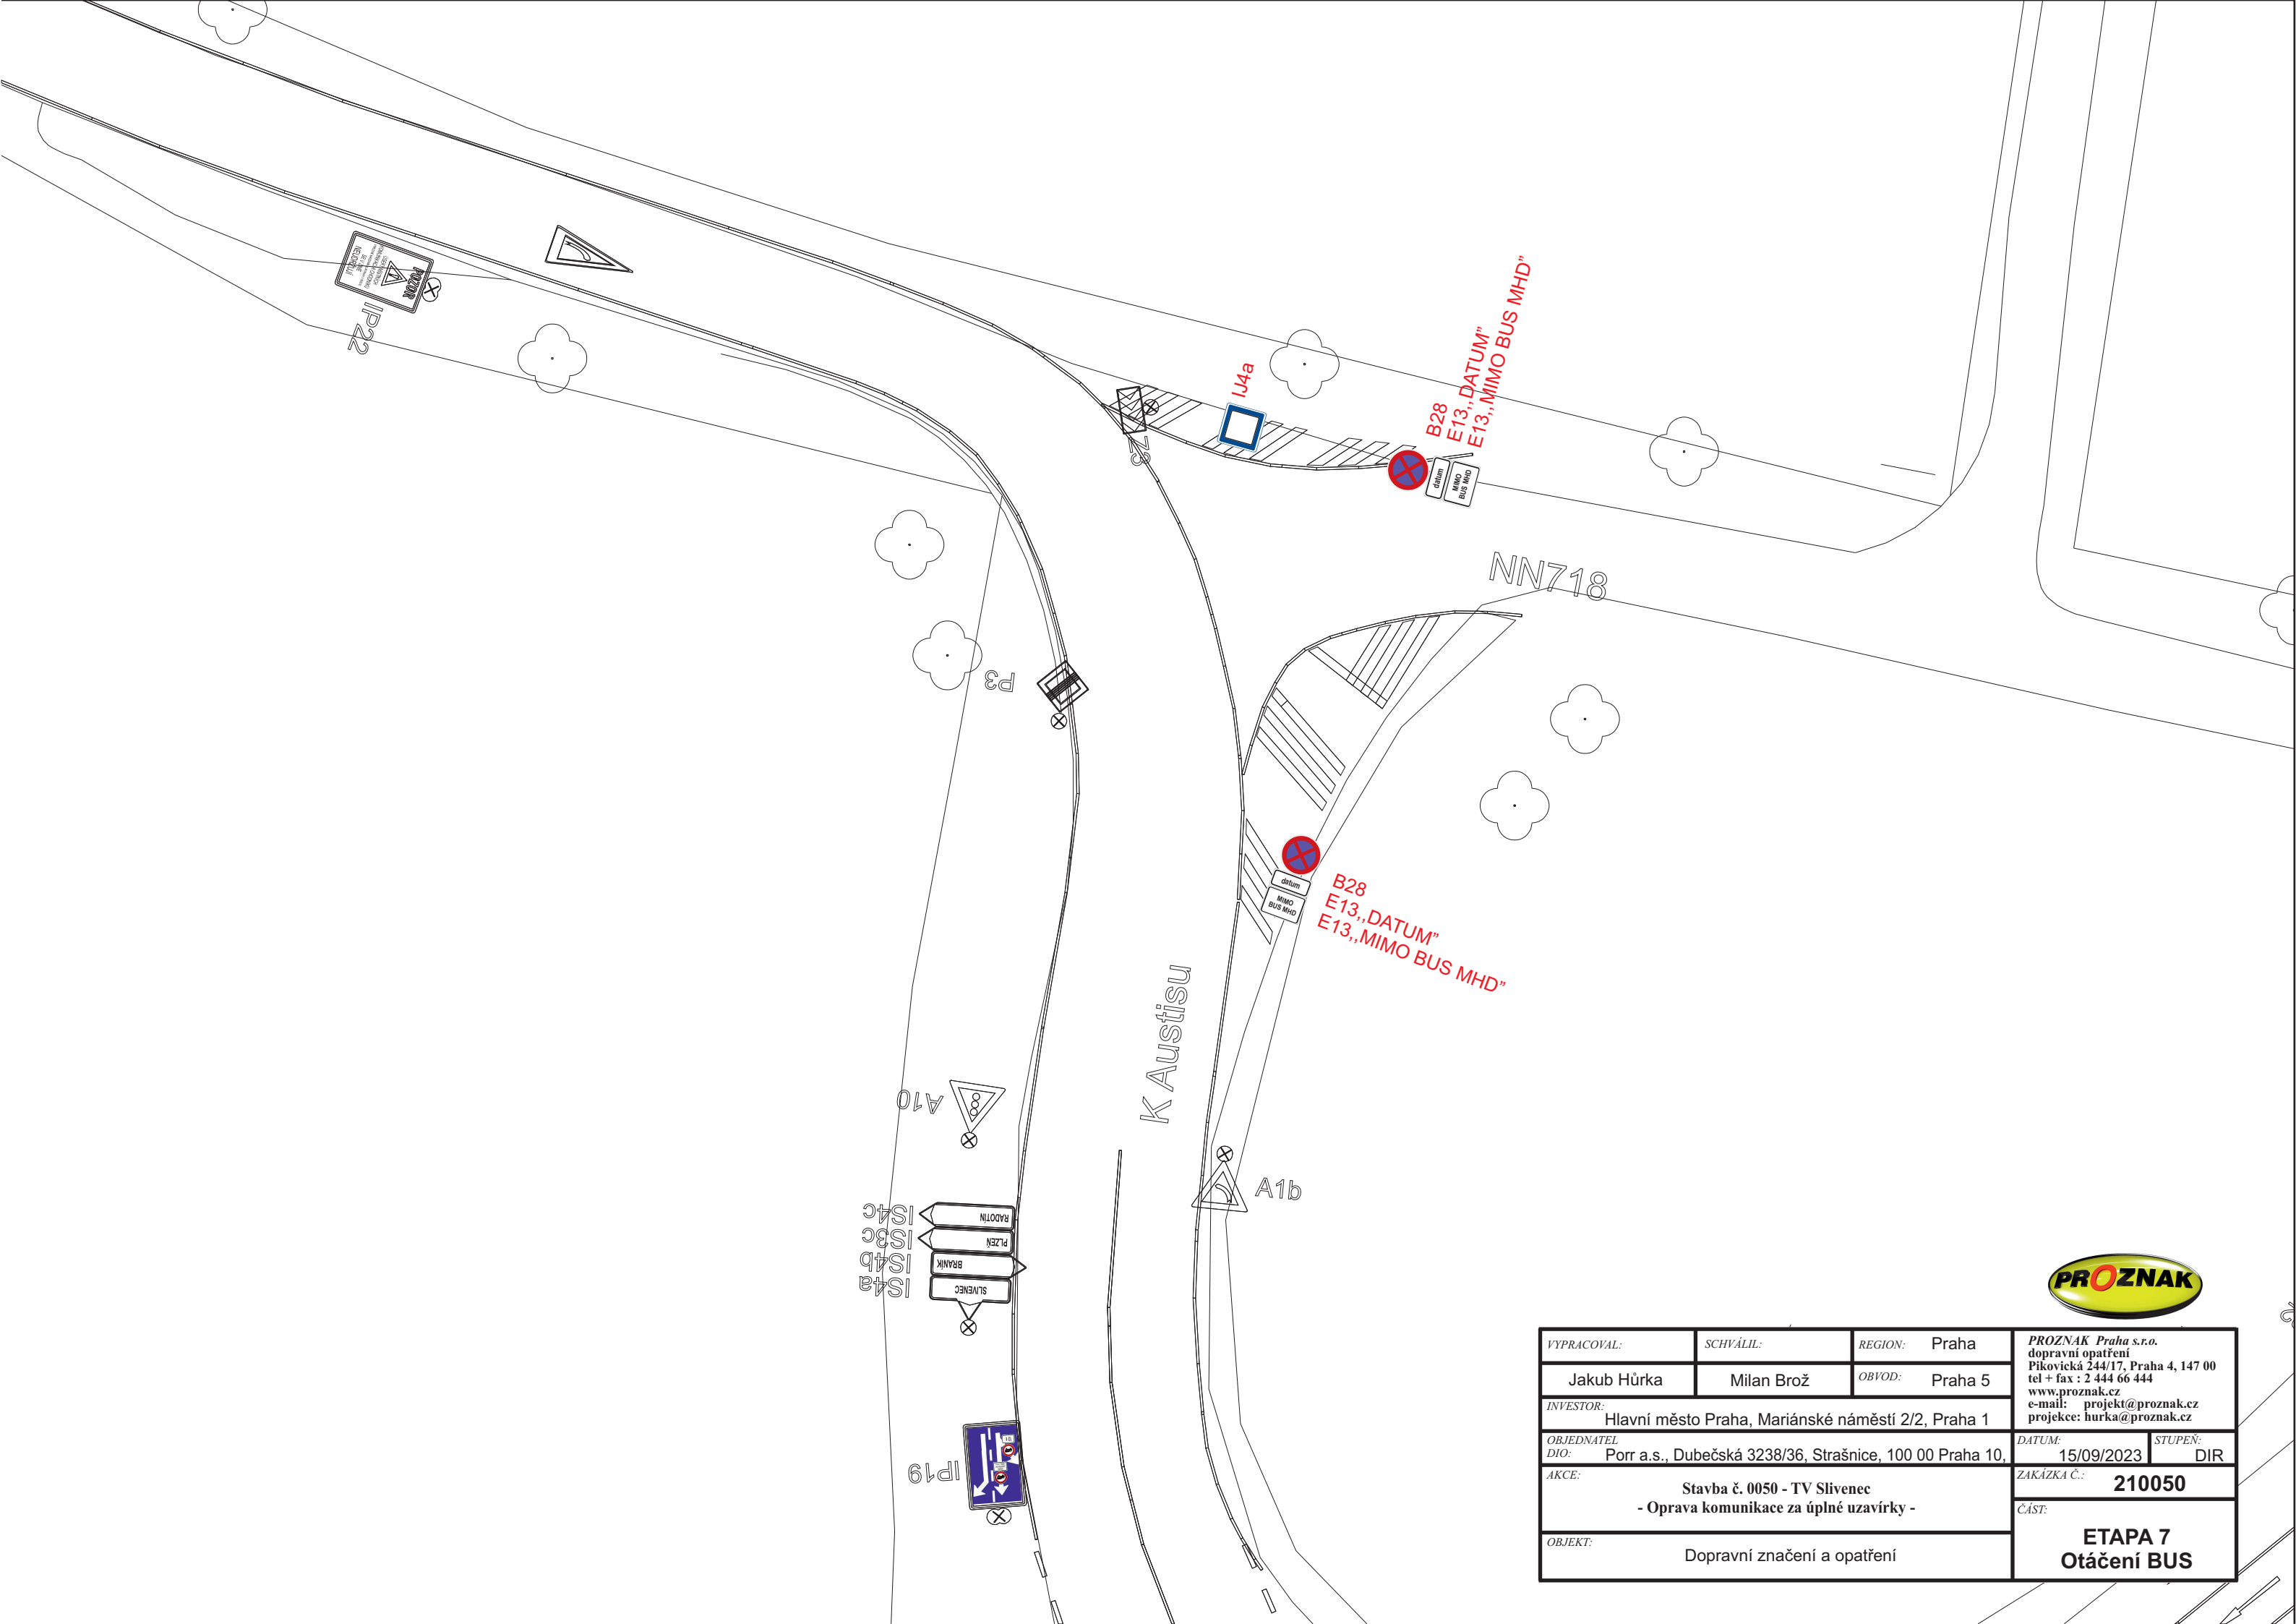 POZOR
NEUDRŽUJÍ
IP22
IJ4a
B28
E13,,DATUM”
E13,,MIMO BUS MHD”
datum
MIMO
BUS MHD
Z3
NN718
P3
datum
MIMO
BUS MHD
B28
E13,,DATUM”
E13,,MIMO BUS MHD”
K Austisu
A10
A1b
IS4c
RADOTÍN
IS3c
PLZEŇ
IS4b
BRANÍK
IS4a
SLIVENEC
IP19
PROZNAK
VYPRACOVAL:
SCHVÁLIL:
REGION: Praha
Jakub Hůrka
Milan Brož
OBVOD: Praha 5
PROZNAK Praha s.r.o.
dopravní opatření
Pikovická 244/17, Praha 4, 147 00
tel + fax : 2 444 66 444
www.proznak.cz
e-mail: projekt@proznak.cz
projekce: hurka@proznak.cz
INVESTOR:
Hlavní město Praha, Mariánské náměstí 2/2, Praha 1
OBJEDNATEL
DIO: Porr a.s., Dubečská 3238/36, Strašnice, 100 00 Praha 10,
DATUM:
15/09/2023
STUPEŇ:
DIR
AKCE:
Stavba č. 0050 - TV Slivenec
- Oprava komunikace za úplné uzavírky -
ZAKÁZKA Č.: 210050
ČÁST:
ETAPA 7
Otáčení BUS
OBJEKT:
Dopravní značení a opatření